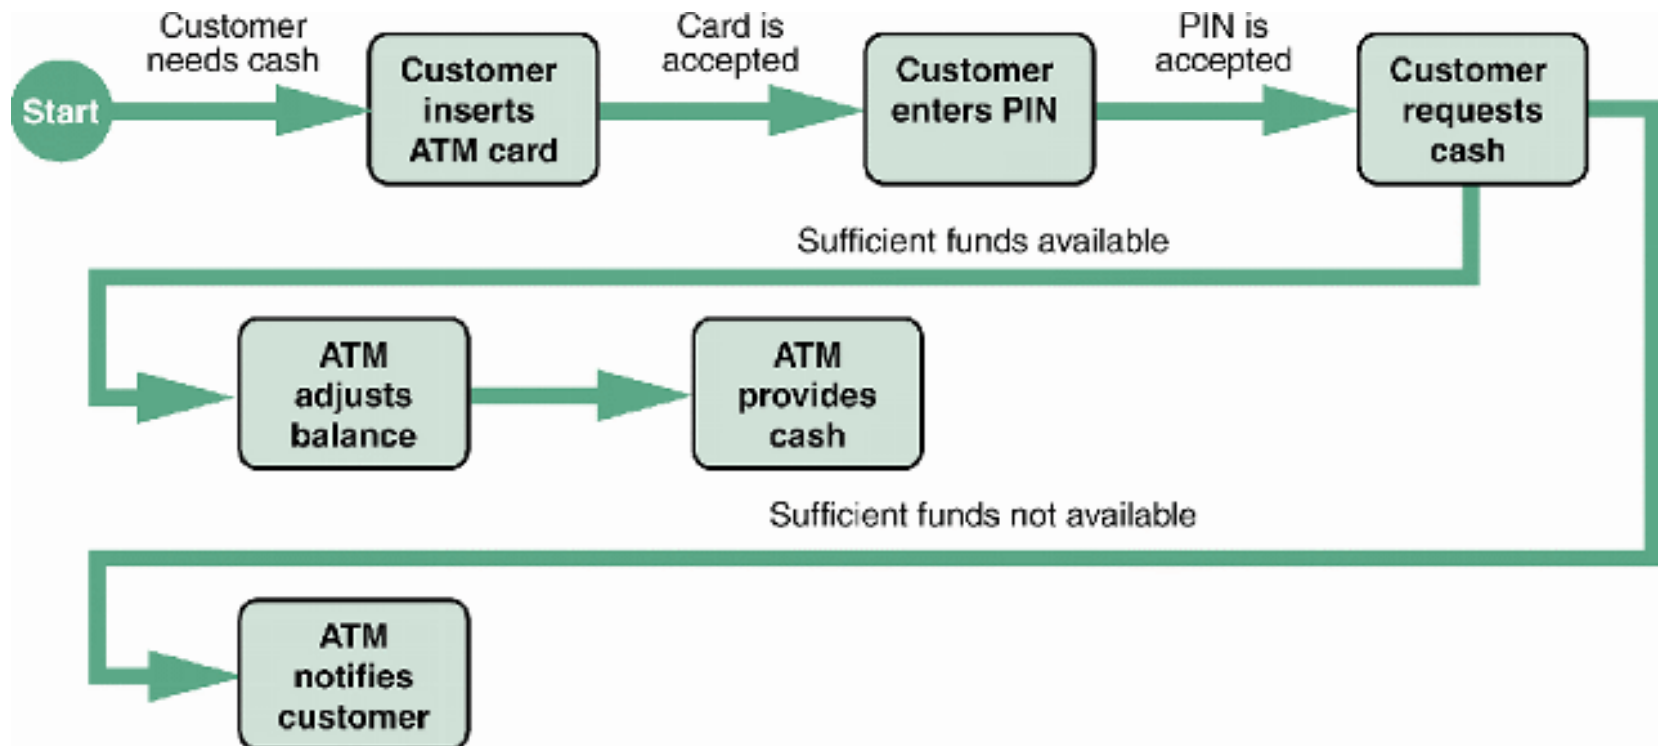 Start
Customer
needs cash
Customer
inserts
ATM card
Card is
accepted
Customer
enters PIN
PIN is
accepted
Customer
requests
cash
Sufficient funds available
ATM
adjusts
balance
ATM
provides
cash
Sufficient funds not available
ATM
notifies
customer